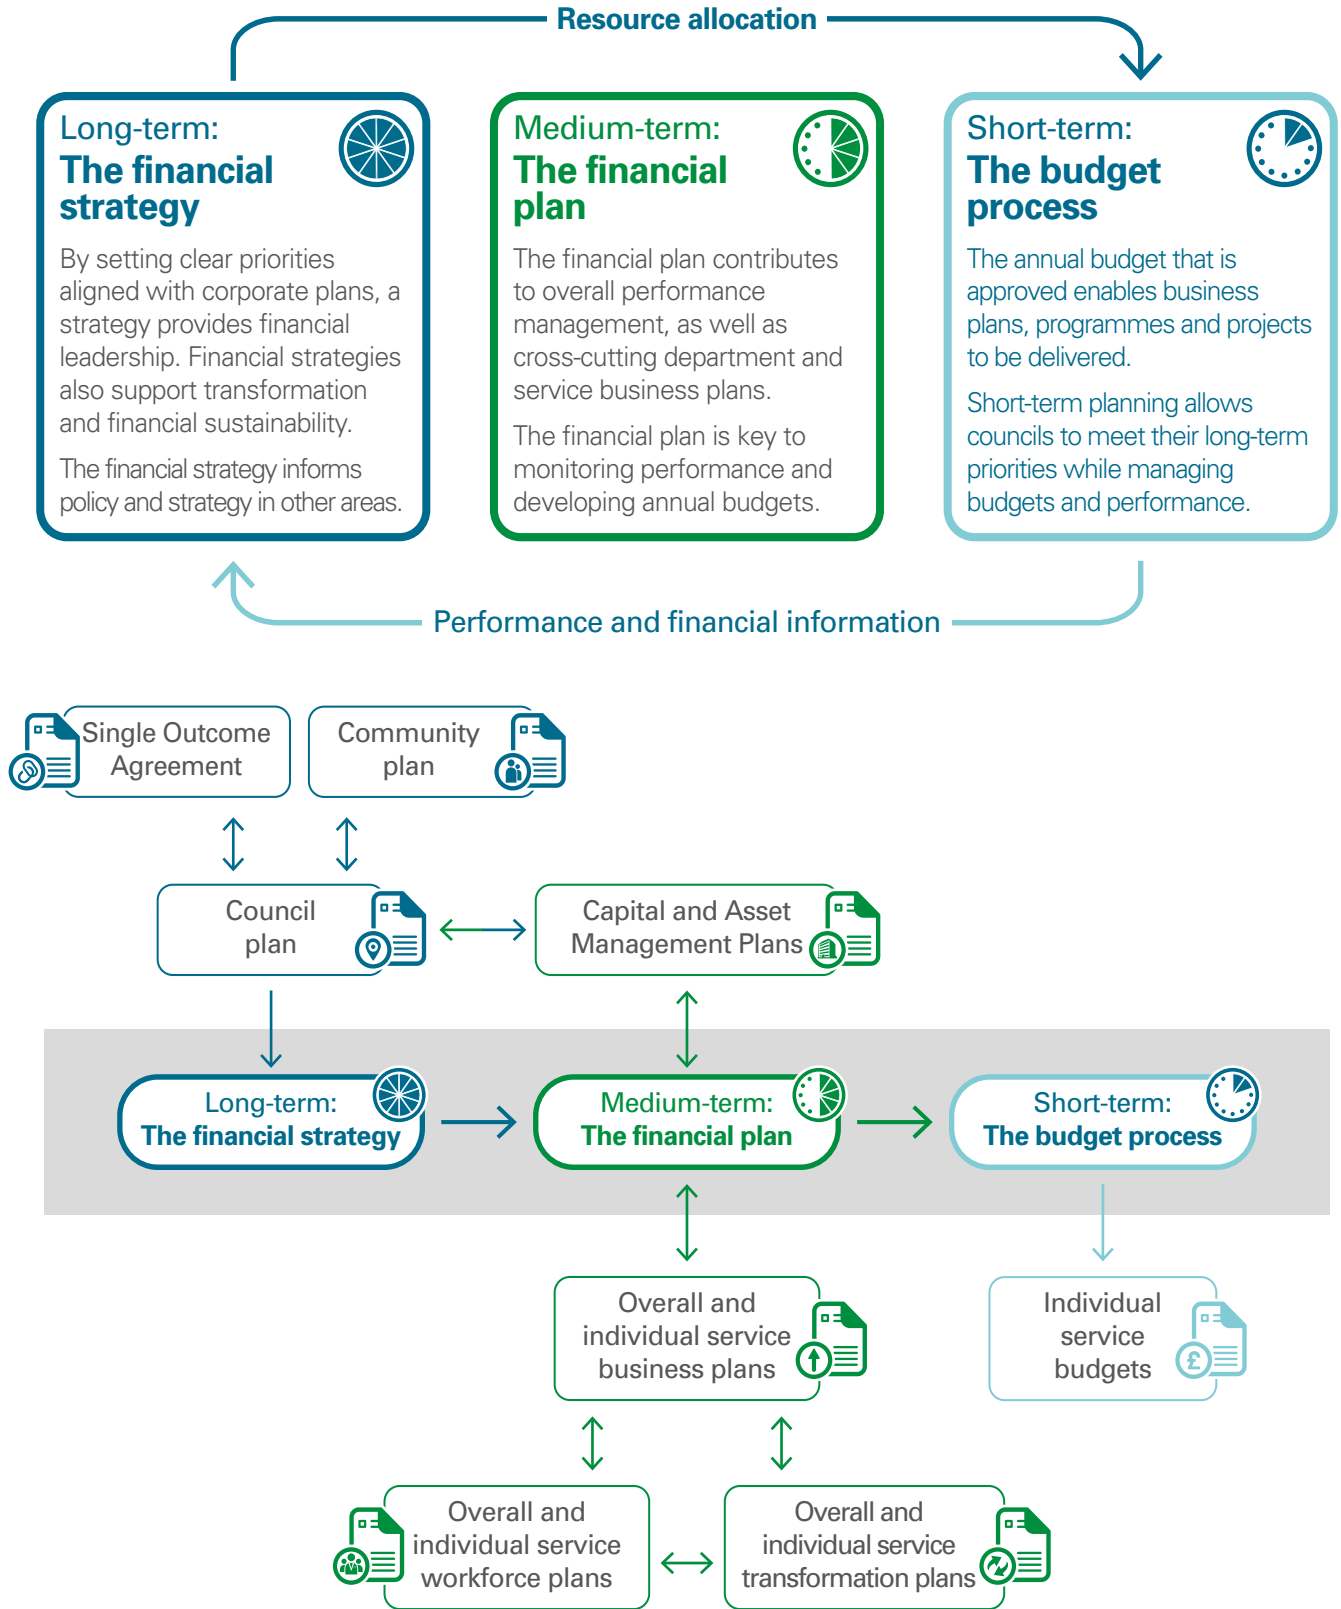 Resource allocation
Long-term:
The financial
strategy
By setting clear priorities
aligned with corporate plans, a
strategy provides financial
leadership. Financial strategies
also support transformation
and financial sustainability.
The financial strategy informs
policy and strategy in other areas.
Medium-term:
The financial
plan
The financial plan contributes
to overall performance
management, as well as
cross-cutting department and
service business plans.
The financial plan is key to
monitoring performance and
developing annual budgets.
Short-term:
The budget
process
The annual budget that is
approved enables business
plans, programmes and projects
to be delivered.
Short-term planning allows
councils to meet their long-term
priorities while managing
budgets and performance.
Performance and financial information
Single Outcome
Agreement
Community
plan
Council
plan
Capital and Asset
Management Plans
Long-term:
The financial strategy
Medium-term:
The financial plan
Short-term:
The budget process
Overall and
individual service
business plans
Individual
service
budgets
£
Overall and
individual service
workforce plans
Overall and
individual service
transformation plans